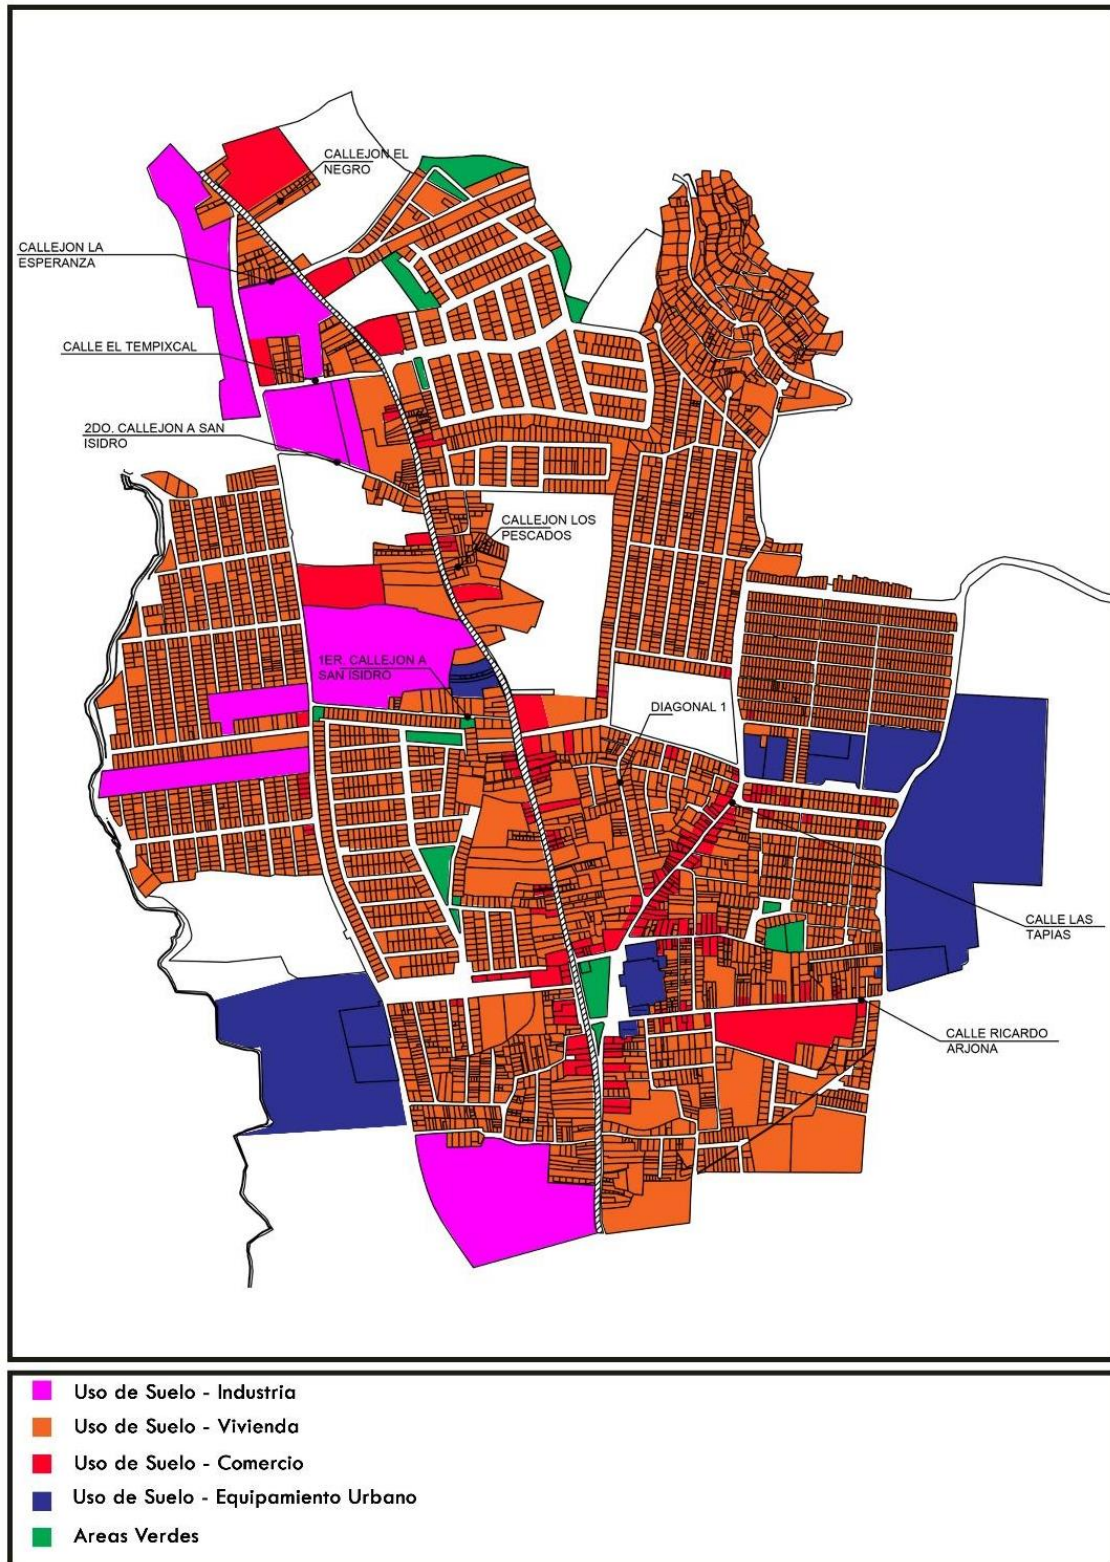 CALLEJON EL
NEGRO
CALLEJON LA
ESPERANZA
CALLE EL TEMPIXCAL
2DO. CALLEJON A SAN
ISIDRO
CALLEJON LOS
PESCADOS
1ER. CALLEJON A
SAN ISIDRO
DIAGONAL 1
CALLE LAS
TAPIAS
CALLE RICARDO
ARJONA
Uso de Suelo - Industria
Uso de Suelo - Vivienda
Uso de Suelo - Comercio
Uso de Suelo - Equipamiento Urbano
Areas Verdes